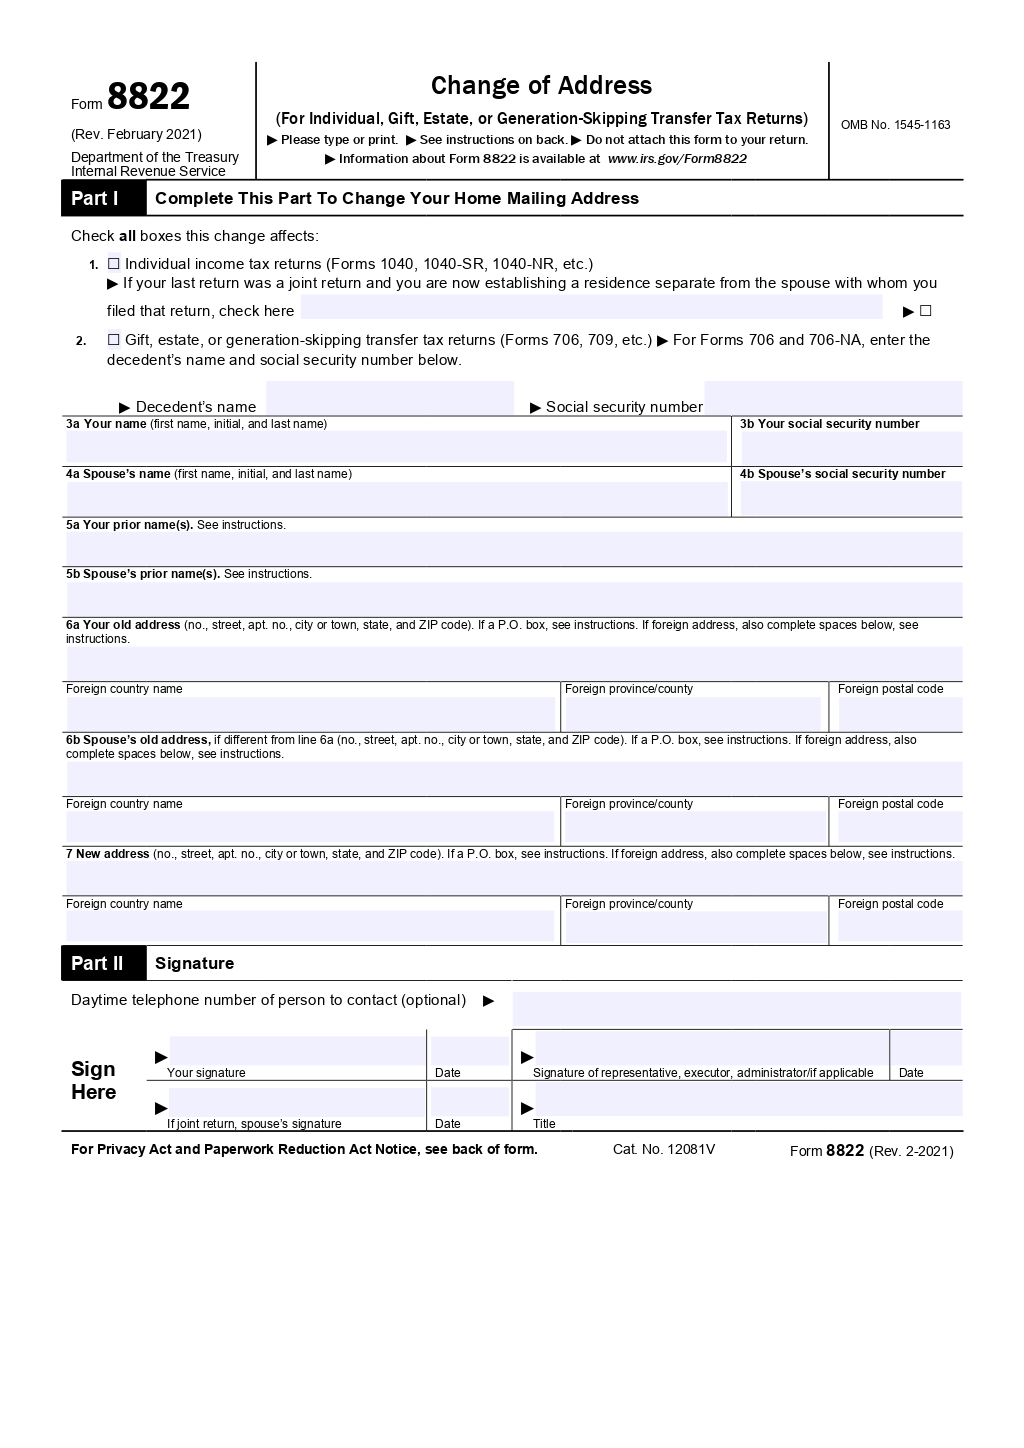 Form 8822
(Rev. February 2021)
Department of the Treasury
Internal Revenue Service
Change of Address
(For Individual, Gift, Estate, or Generation-Skipping Transfer Tax Returns)
▶ Please type or print. ▶ See instructions on back. ▶ Do not attach this form to your return.
▶ Information about Form 8822 is available at www.irs.gov/Form8822
OMB No. 1545-1163
Part I Complete This Part To Change Your Home Mailing Address
Check all boxes this change affects:
1. ☐ Individual income tax returns (Forms 1040, 1040-SR, 1040-NR, etc.)
▶ If your last return was a joint return and you are now establishing a residence separate from the spouse with whom you
filed that return, check here ▶ ☐
2. ☐ Gift, estate, or generation-skipping transfer tax returns (Forms 706, 709, etc.) ▶ For Forms 706 and 706-NA, enter the
decedent’s name and social security number below.
▶ Decedent’s name ▶ Social security number
3a Your name (first name, initial, and last name) 3b Your social security number
4a Spouse’s name (first name, initial, and last name) 4b Spouse’s social security number
5a Your prior name(s). See instructions.
5b Spouse’s prior name(s). See instructions.
6a Your old address (no., street, apt. no., city or town, state, and ZIP code). If a P.O. box, see instructions. If foreign address, also complete spaces below, see
instructions.
Foreign country name Foreign province/county Foreign postal code
6b Spouse’s old address, if different from line 6a (no., street, apt. no., city or town, state, and ZIP code). If a P.O. box, see instructions. If foreign address, also
complete spaces below, see instructions.
Foreign country name Foreign province/county Foreign postal code
7 New address (no., street, apt. no., city or town, state, and ZIP code). If a P.O. box, see instructions. If foreign address, also complete spaces below, see instructions.
Foreign country name Foreign province/county Foreign postal code
Part II Signature
Daytime telephone number of person to contact (optional) ▶
Sign
Here
▶ Your signature Date ▶ Signature of representative, executor, administrator/if applicable Date
▶ If joint return, spouse’s signature Date ▶ Title
For Privacy Act and Paperwork Reduction Act Notice, see back of form. Cat. No. 12081V Form 8822 (Rev. 2-2021)